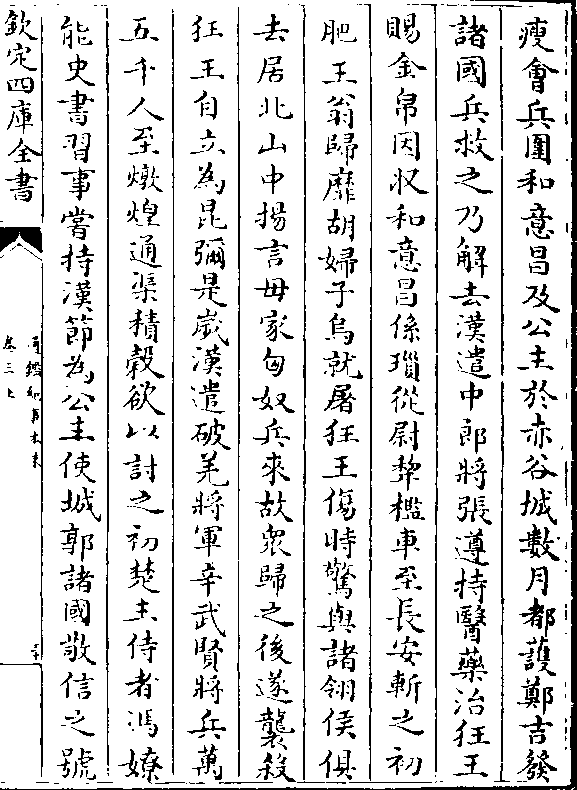 瘦會兵圍和意昌及公主於赤谷城數月都護鄭吉發
諸國兵救之乃解去漢遣中郎將張遵持醫藥治狂王
賜金帛因收和意昌係瑣從尉犂檻車至長安斬之初
肥王翁歸靡胡婦子烏就屠狂王傷時驚與諸翎侯俱
去居北山中揚言毋家匈奴兵來故衆歸之後遂襲殺
狂王自立為昆彌是歲漢遣破羌將軍辛武賢將兵萬
五千人至燉煌通渠積榖欲以討之初楚主侍者馮嫽
能史書習事嘗持漢節為公主使城郭諸國敬信之號
欽定四庫全書
通鑑紀事本末
卷三上